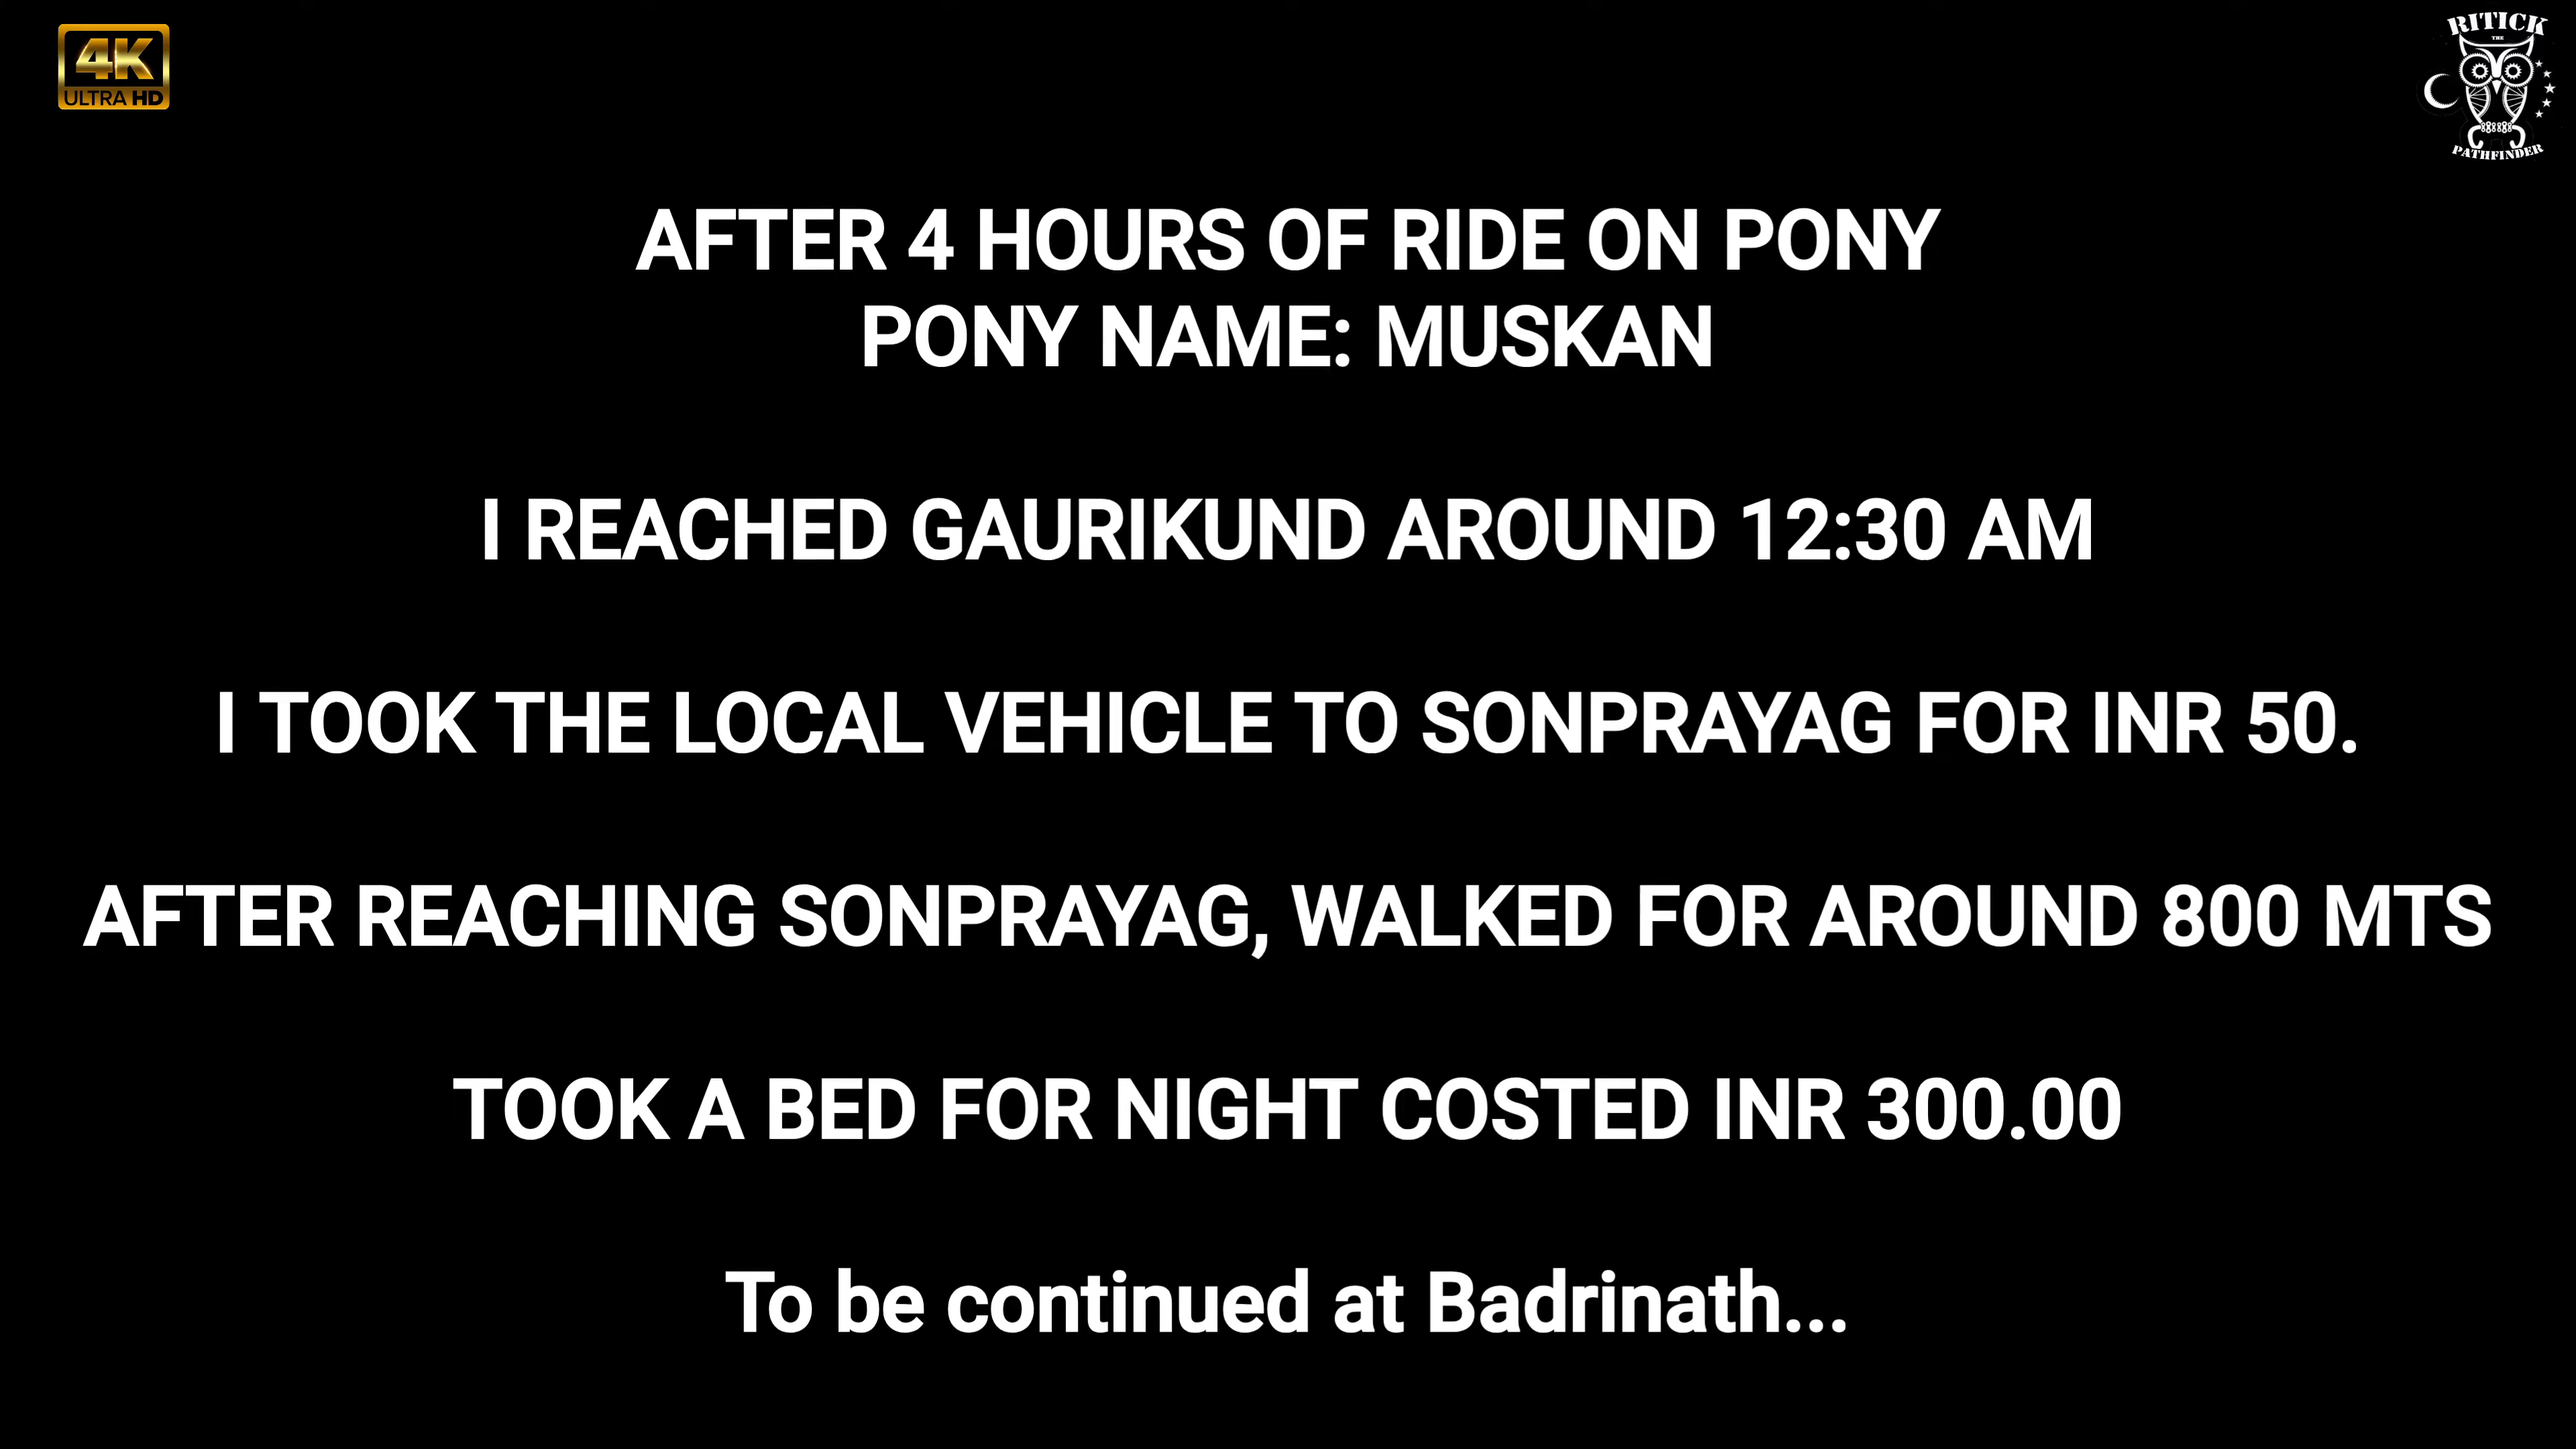 4K
ULTRA HD
RITICK
THE
PATHFINDER
AFTER 4 HOURS OF RIDE ON PONY
PONY NAME: MUSKAN
I REACHED GAURIKUND AROUND 12:30 AM
I TOOK THE LOCAL VEHICLE TO SONPRAYAG FOR INR 50.
AFTER REACHING SONPRAYAG, WALKED FOR AROUND 800 MTS
TOOK A BED FOR NIGHT COSTED INR 300.00
To be continued at Badrinath...